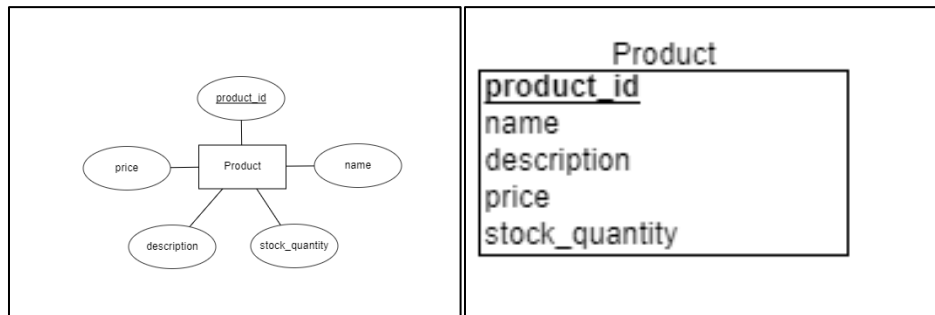 product_id
price
Product
name
description
stock_quantity
Product
product_id
name
description
price
stock_quantity